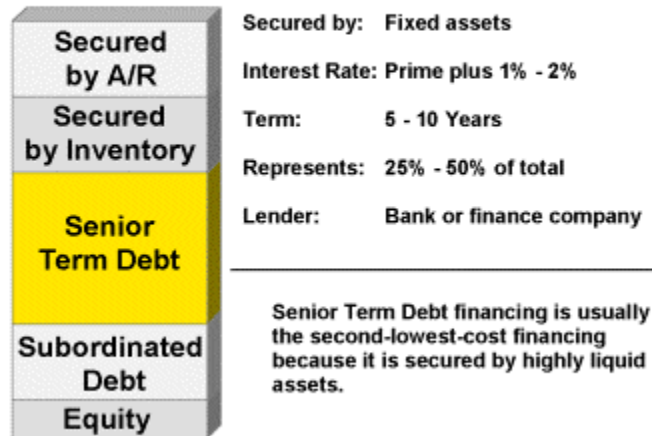 Secured
by A/R
Secured
by Inventory
Senior
Term Debt
Subordinated
Debt
Equity
Secured by: Fixed assets
Interest Rate: Prime plus 1% - 2%
Term: 5 - 10 Years
Represents: 25% - 50% of total
Lender: Bank or finance company
Senior Term Debt financing is usually
the second-lowest-cost financing
because it is secured by highly liquid
assets.